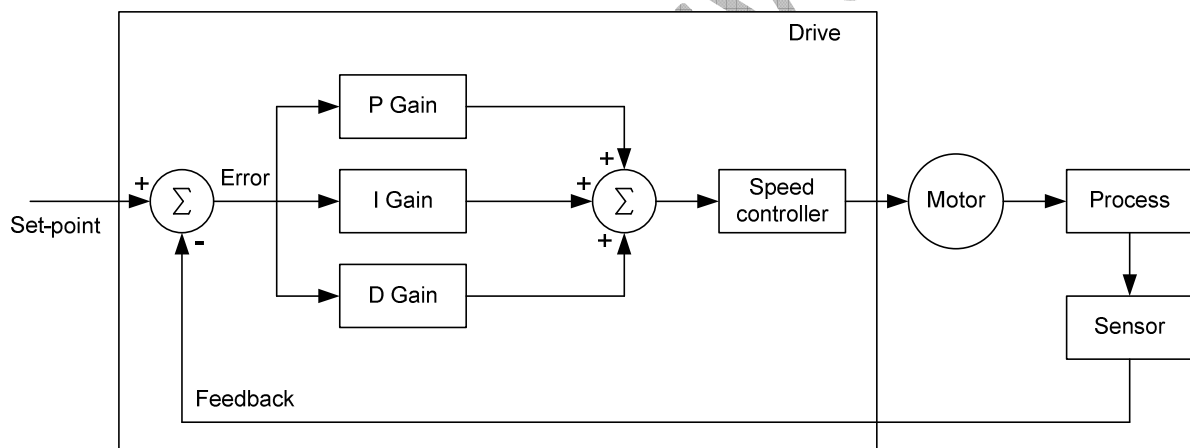 Drive
P Gain
+
+
Error
Σ
I Gain
+
Σ
Speed
controller
Motor
Process
Set-point
-
+
D Gain
Sensor
Feedback